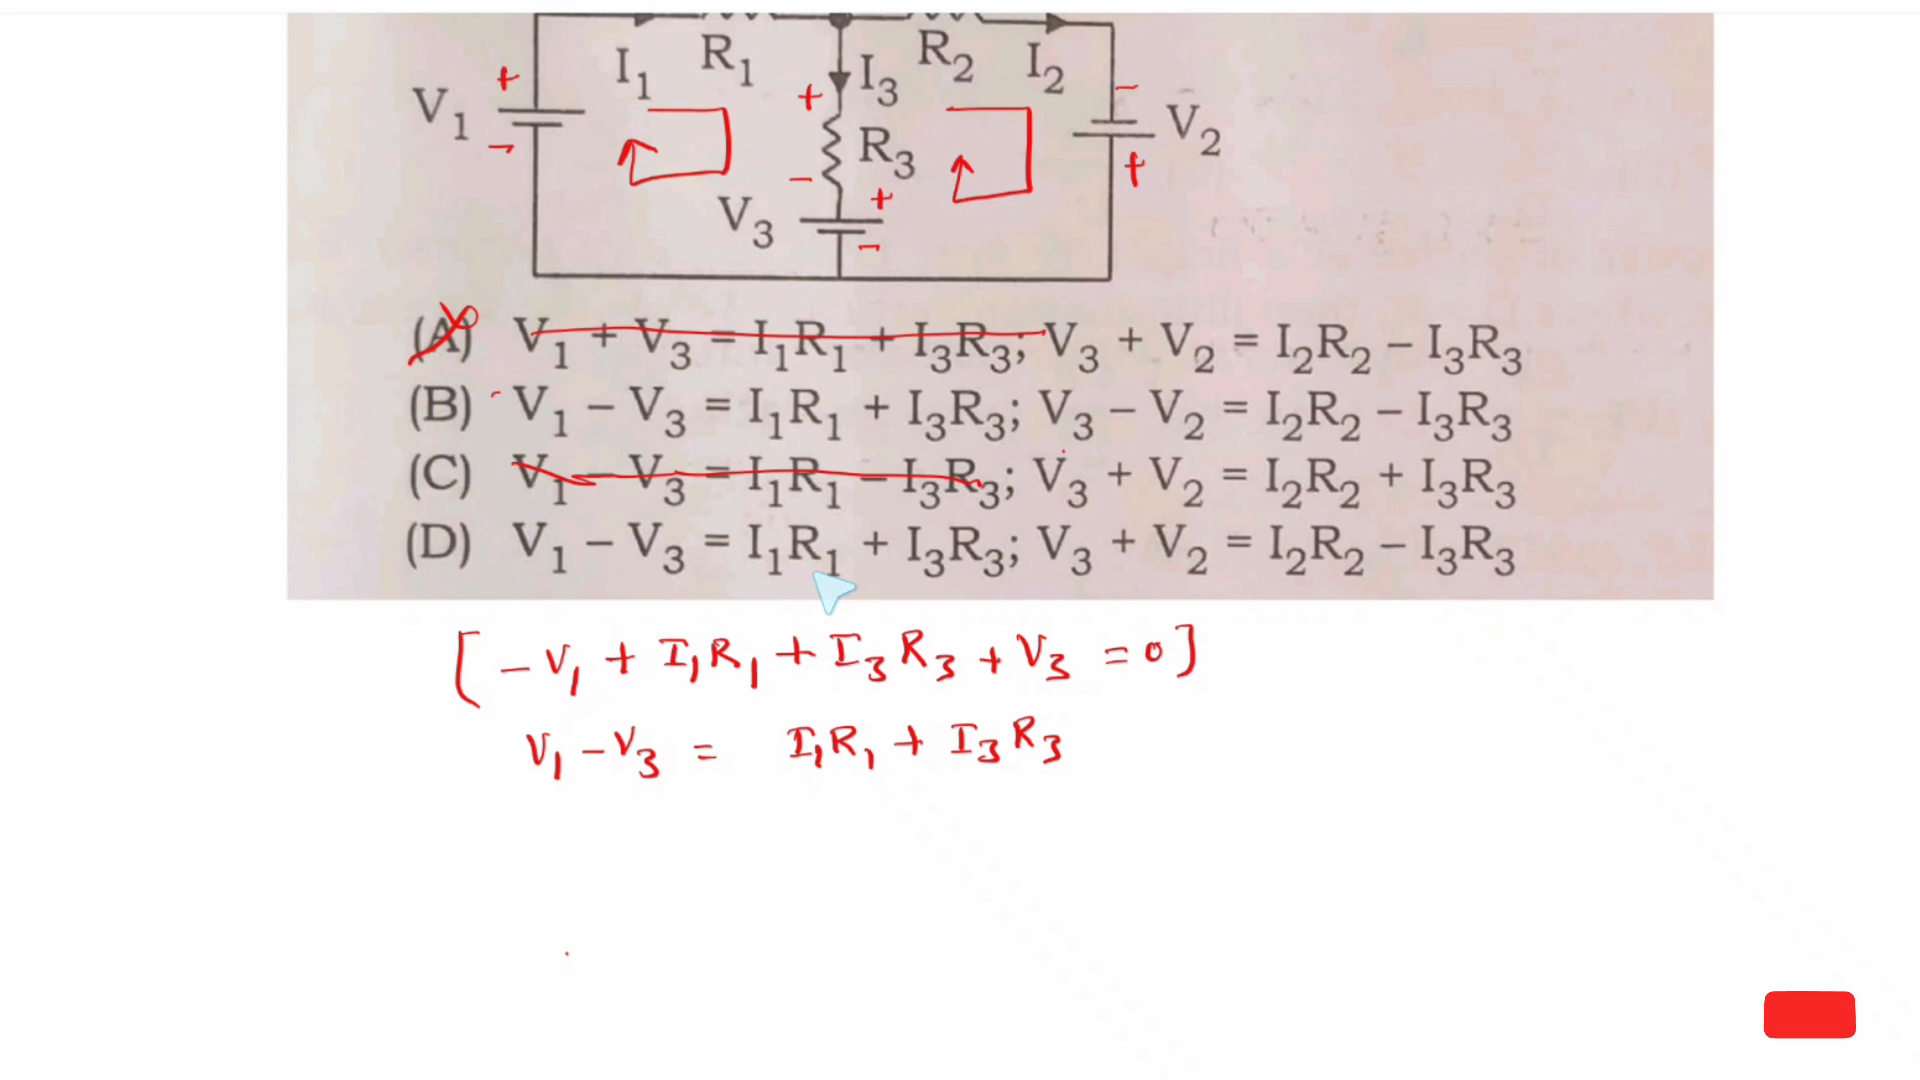 I₁ R₁ I₃ R₂ I₂
V₁ + − + − R₃ − + V₂
V₃ + −
(A) V₁ + V₃ = I₁R₁ + I₃R₃; V₃ + V₂ = I₂R₂ − I₃R₃
(B) V₁ − V₃ = I₁R₁ + I₃R₃; V₃ − V₂ = I₂R₂ − I₃R₃
(C) V₁ − V₃ = I₁R₁ − I₃R₃; V₃ + V₂ = I₂R₂ + I₃R₃
(D) V₁ − V₃ = I₁R₁ + I₃R₃; V₃ + V₂ = I₂R₂ − I₃R₃
[ − V₁ + I₁R₁ + I₃R₃ + V₃ = 0 ]
V₁ − V₃ = I₁R₁ + I₃R₃